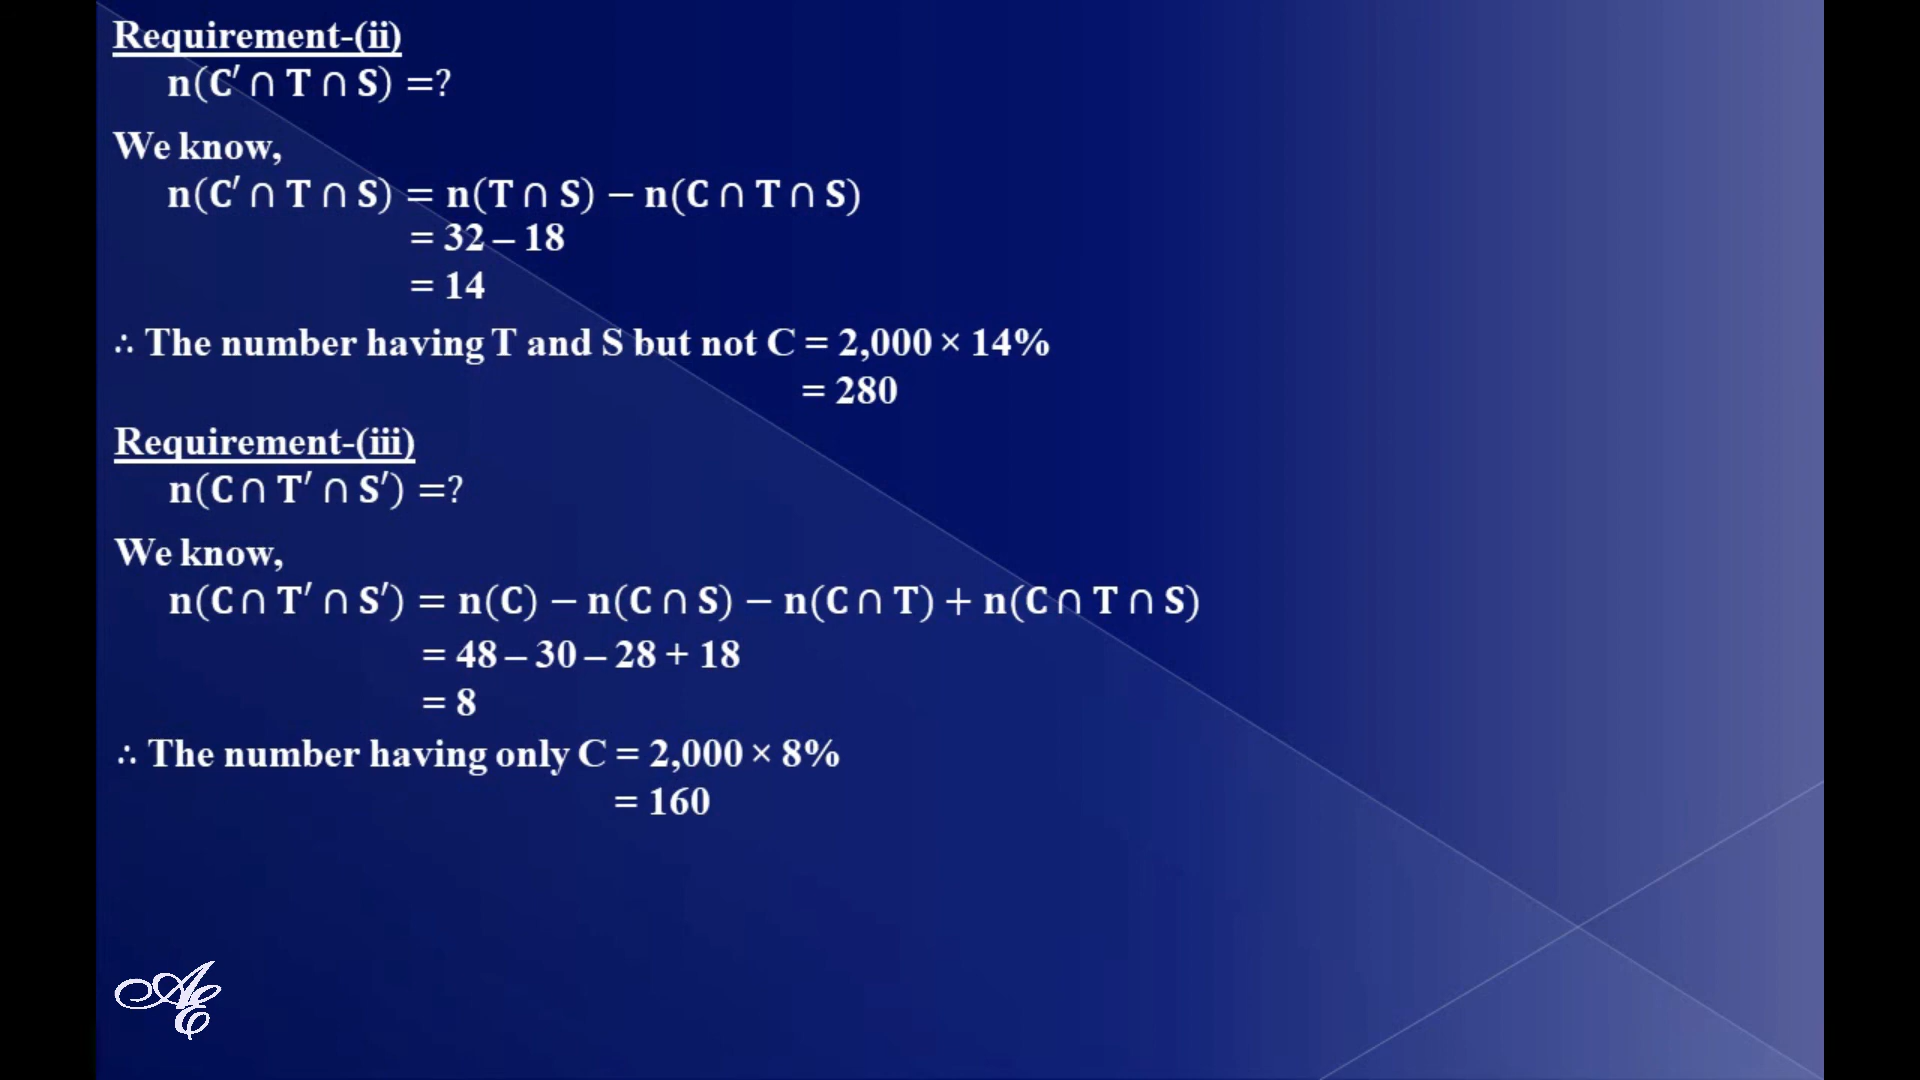 Requirement-(ii)
n(C′ ∩ T ∩ S) =?
We know,
n(C′ ∩ T ∩ S) = n(T ∩ S) − n(C ∩ T ∩ S)
= 32 – 18
= 14
∴ The number having T and S but not C = 2,000 × 14%
= 280
Requirement-(iii)
n(C ∩ T′ ∩ S′) =?
We know,
n(C ∩ T′ ∩ S′) = n(C) − n(C ∩ S) − n(C ∩ T) + n(C ∩ T ∩ S)
= 48 – 30 – 28 + 18
= 8
∴ The number having only C = 2,000 × 8%
= 160
AE